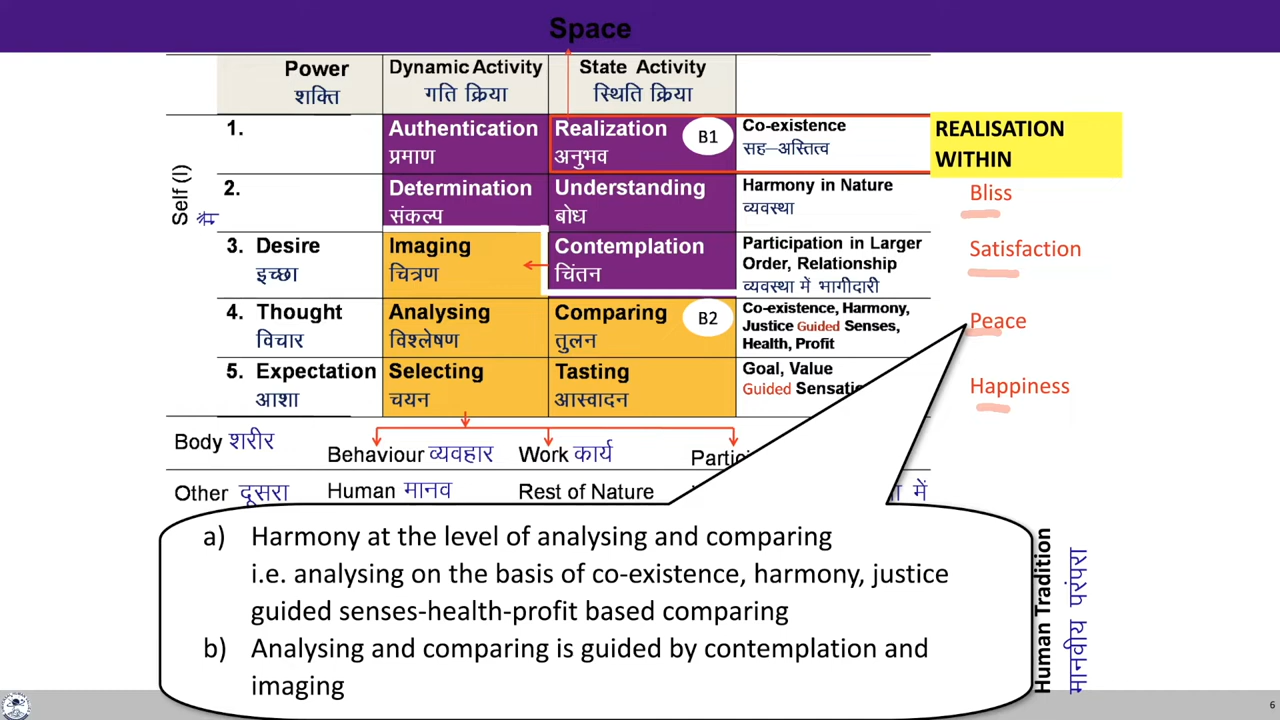 Space
Power
शक्ति
Dynamic Activity
गति क्रिया
State Activity
स्थिति क्रिया
Self (I)
मैं
1.
Authentication
प्रमाण
Realization
अनुभव
B1
Co-existence
सह–अस्तित्व
REALISATION
WITHIN
2.
Determination
संकल्प
Understanding
बोध
Harmony in Nature
व्यवस्था
Bliss
3. Desire
इच्छा
Imaging
चित्रण
Contemplation
चिंतन
Participation in Larger
Order, Relationship
व्यवस्था में भागीदारी
Satisfaction
4. Thought
विचार
Analysing
विश्लेषण
Comparing
तुलन
B2
Co-existence, Harmony,
Justice Guided Senses,
Health, Profit
Peace
5. Expectation
आशा
Selecting
चयन
Tasting
आस्वादन
Goal, Value
Guided
Happiness
Body शरीर
Behaviour व्यवहार
Work कार्य
Other दूसरा
Human मानव
Rest of Nature
में
a) Harmony at the level of analysing and comparing
i.e. analysing on the basis of co-existence, harmony, justice
guided senses-health-profit based comparing
b) Analysing and comparing is guided by contemplation and
imaging
Human Tradition
मानवीय परंपरा
6